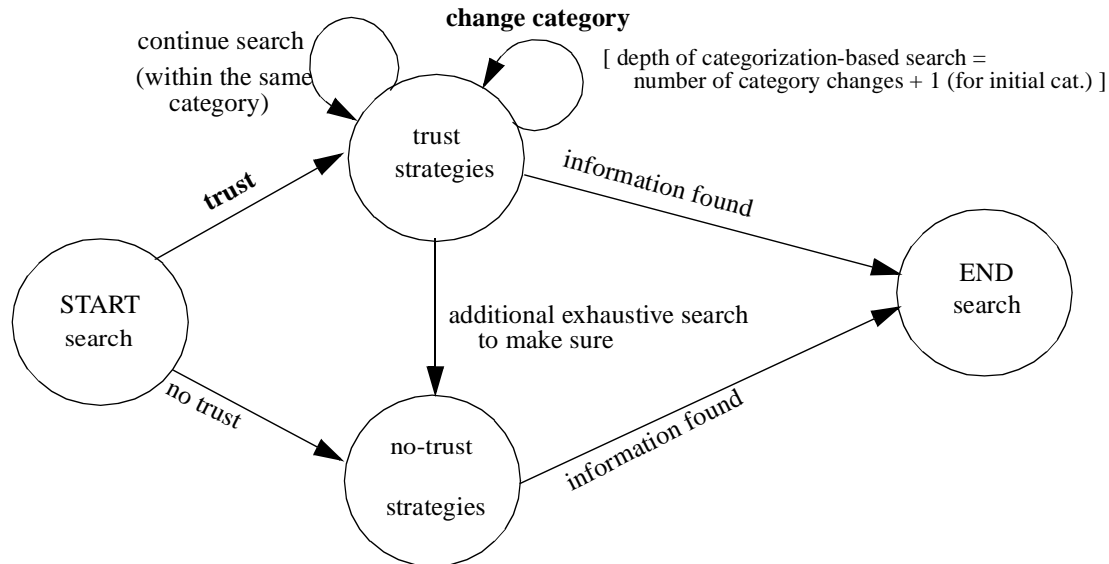 change category
continue search
(within the same
category)
[ depth of categorization-based search =
number of category changes + 1 (for initial cat.) ]
trust
strategies
information found
trust
START
search
END
search
additional exhaustive search
to make sure
no trust
no-trust
strategies
information found